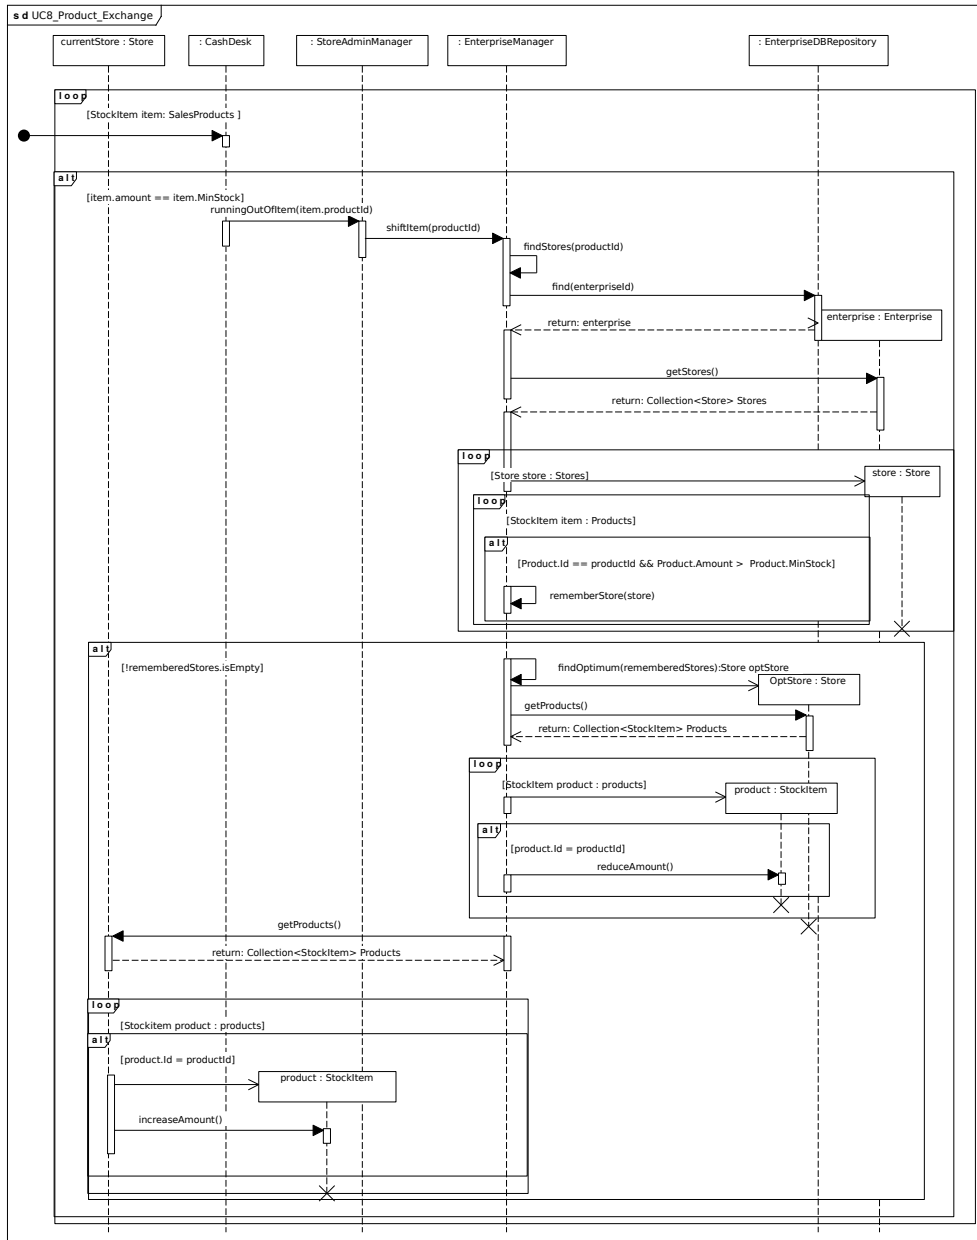 sd UC8_Product_Exchange
currentStore : Store
: CashDesk
: StoreAdminManager
: EnterpriseManager
: EnterpriseDBRepository
loop
[StockItem item: SalesProducts ]
alt
[item.amount == item.MinStock]
runningOutOfItem(item.productId)
shiftItem(productId)
findStores(productId)
find(enterpriseId)
enterprise : Enterprise
return: enterprise
getStores()
return: Collection<Store> Stores
loop
[Store store : Stores]
store : Store
loop
[StockItem item : Products]
alt
[Product.Id == productId && Product.Amount > Product.MinStock]
rememberStore(store)
alt
[!rememberedStores.isEmpty]
findOptimum(rememberedStores):Store optStore
OptStore : Store
getProducts()
return: Collection<StockItem> Products
loop
[StockItem product : products]
product : StockItem
alt
[product.Id = productId]
reduceAmount()
getProducts()
return: Collection<StockItem> Products
loop
[Stockitem product : products]
alt
[product.Id = productId]
product : StockItem
increaseAmount()